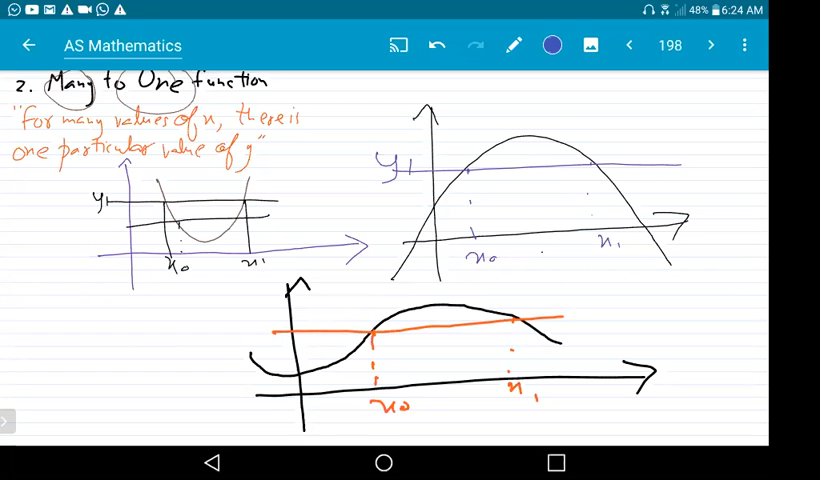 48% 6:24 AM
AS Mathematics
198
2. Many to One function
"For many values of x, there is
one particular value of y"
y
x0
x1
y
x0
x1
x0
x1